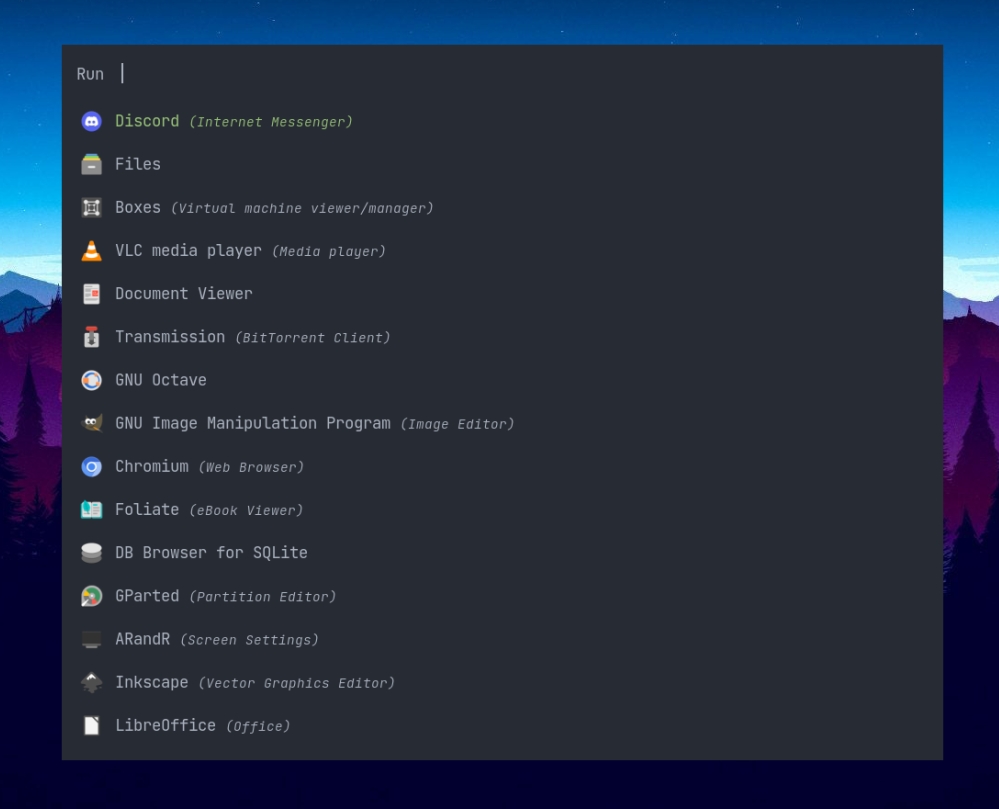 Run
Discord (Internet Messenger)
Files
Boxes (Virtual machine viewer/manager)
VLC media player (Media player)
Document Viewer
Transmission (BitTorrent Client)
GNU Octave
GNU Image Manipulation Program (Image Editor)
Chromium (Web Browser)
Foliate (eBook Viewer)
DB Browser for SQLite
GParted (Partition Editor)
ARandR (Screen Settings)
Inkscape (Vector Graphics Editor)
LibreOffice (Office)